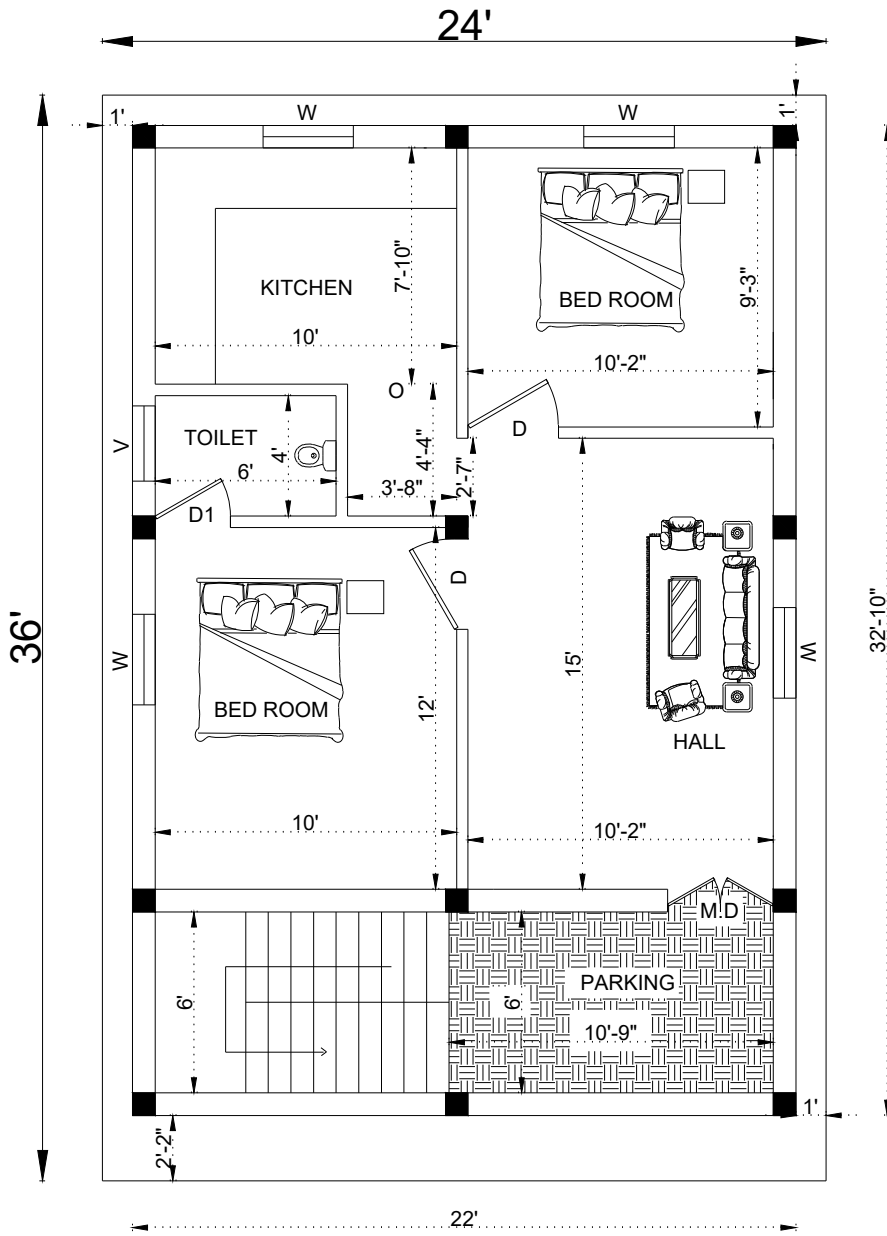 24'
1'
W
W
1'
KITCHEN
7'-10"
10'
BED ROOM
9'-3"
10'-2"
O
D
V
TOILET
4'
6'
4'-4"
3'-8"
2'-7"
D1
D
36'
32'-10"
W
BED ROOM
12'
10'
15'
W
HALL
10'-2"
M.D
6'
6'
PARKING
10'-9"
1'
2'-2"
22'